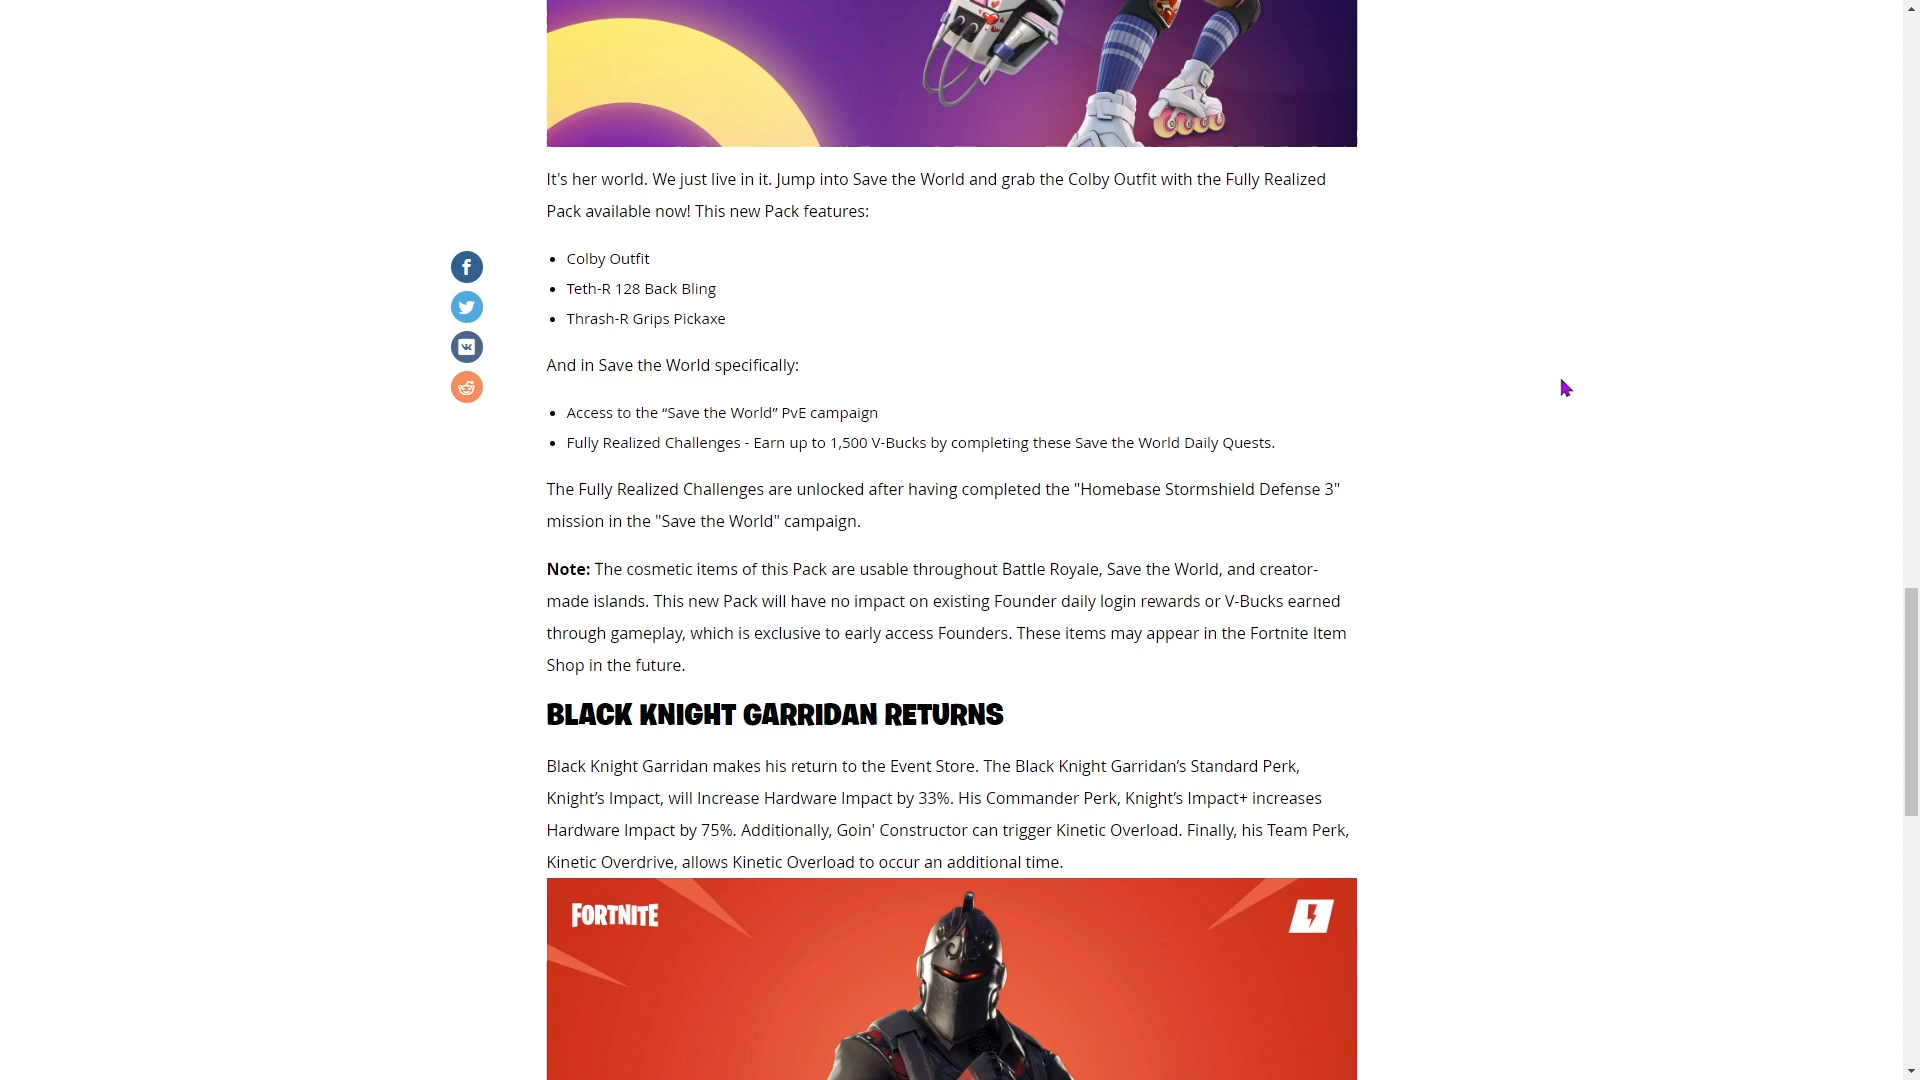 It's her world. We just live in it. Jump into Save the World and grab the Colby Outfit with the Fully Realized
Pack available now! This new Pack features:
• Colby Outfit
• Teth-R 128 Back Bling
• Thrash-R Grips Pickaxe
And in Save the World specifically:
• Access to the “Save the World” PvE campaign
• Fully Realized Challenges - Earn up to 1,500 V-Bucks by completing these Save the World Daily Quests.
The Fully Realized Challenges are unlocked after having completed the "Homebase Stormshield Defense 3"
mission in the "Save the World" campaign.
Note: The cosmetic items of this Pack are usable throughout Battle Royale, Save the World, and creator-
made islands. This new Pack will have no impact on existing Founder daily login rewards or V-Bucks earned
through gameplay, which is exclusive to early access Founders. These items may appear in the Fortnite Item
Shop in the future.
BLACK KNIGHT GARRIDAN RETURNS
Black Knight Garridan makes his return to the Event Store. The Black Knight Garridan’s Standard Perk,
Knight’s Impact, will Increase Hardware Impact by 33%. His Commander Perk, Knight’s Impact+ increases
Hardware Impact by 75%. Additionally, Goin' Constructor can trigger Kinetic Overload. Finally, his Team Perk,
Kinetic Overdrive, allows Kinetic Overload to occur an additional time.
FORTNITE